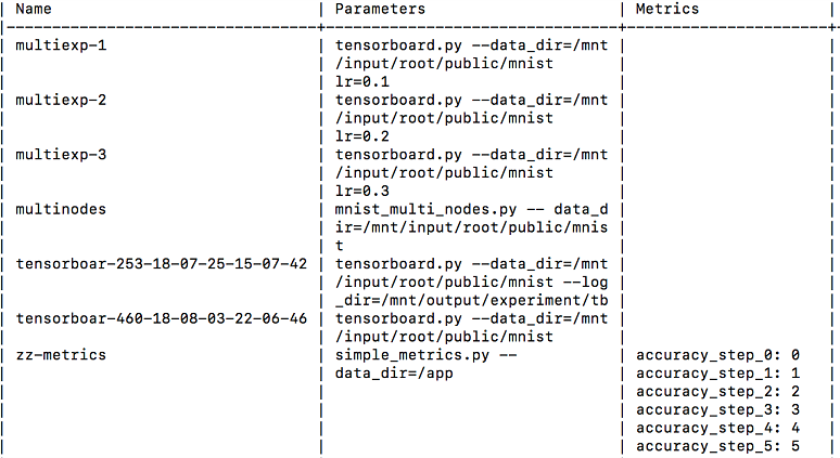 | Name | Parameters | Metrics |
|--------------------------------+-------------------------------+---------------------+
| multiexp-1 | tensorboard.py --data_dir=/mnt | |
| | /input/root/public/mnist | |
| | lr=0.1 | |
| multiexp-2 | tensorboard.py --data_dir=/mnt | |
| | /input/root/public/mnist | |
| | lr=0.2 | |
| multiexp-3 | tensorboard.py --data_dir=/mnt | |
| | /input/root/public/mnist | |
| | lr=0.3 | |
| multinodes | mnist_multi_nodes.py -- data_d | |
| | ir=/mnt/input/root/public/mnis | |
| | t | |
| tensorboar-253-18-07-25-15-07-42 | tensorboard.py --data_dir=/mnt | |
| | /input/root/public/mnist --log | |
| | _dir=/mnt/output/experiment/tb | |
| tensorboar-460-18-08-03-22-06-46 | tensorboard.py --data_dir=/mnt | |
| | /input/root/public/mnist | |
| zz-metrics | simple_metrics.py -- | accuracy_step_0: 0 |
| | data_dir=/app | accuracy_step_1: 1 |
| | | accuracy_step_2: 2 |
| | | accuracy_step_3: 3 |
| | | accuracy_step_4: 4 |
| | | accuracy_step_5: 5 |